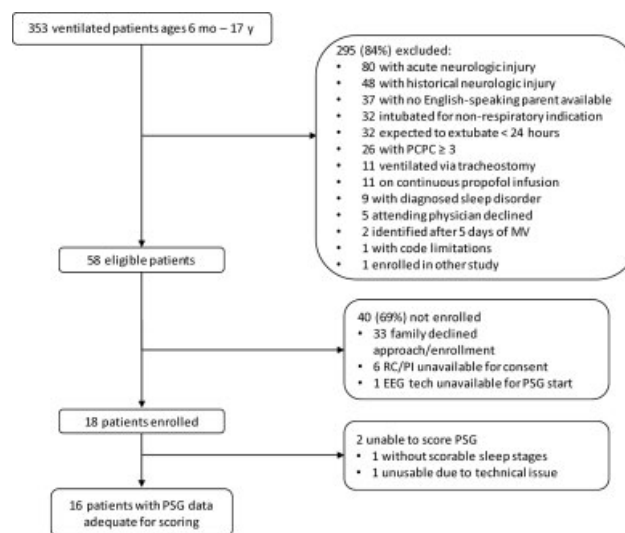 353 ventilated patients ages 6 mo – 17 y
295 (84%) excluded:
• 80 with acute neurologic injury
• 48 with historical neurologic injury
• 37 with no English-speaking parent available
• 32 intubated for non-respiratory indication
• 32 expected to extubate < 24 hours
• 26 with PCPC ≥ 3
• 11 ventilated via tracheostomy
• 11 on continuous propofol infusion
• 9 with diagnosed sleep disorder
• 5 attending physician declined
• 2 identified after 5 days of MV
• 1 with code limitations
• 1 enrolled in other study
58 eligible patients
40 (69%) not enrolled
• 33 family declined
approach/enrollment
• 6 RC/PI unavailable for consent
• 1 EEG tech unavailable for PSG start
18 patients enrolled
2 unable to score PSG
• 1 without scorable sleep stages
• 1 unusable due to technical issue
16 patients with PSG data
adequate for scoring